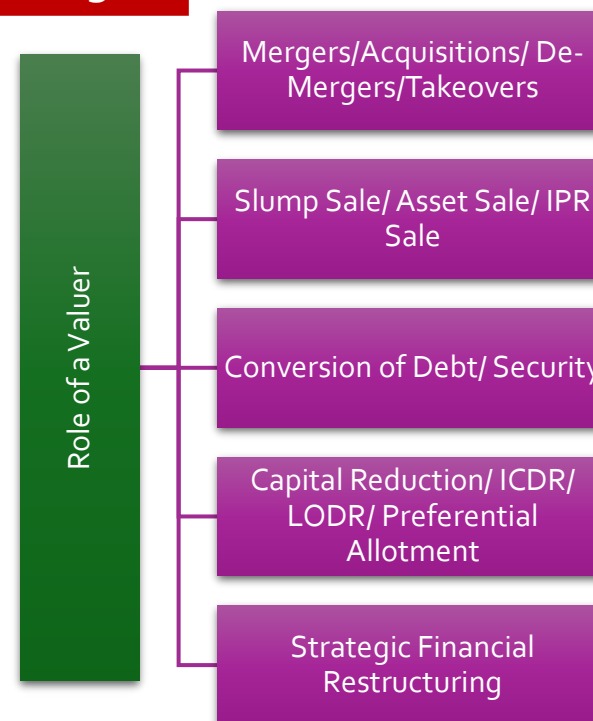 Role of a Valuer
Mergers/Acquisitions/ De-
Mergers/Takeovers
Slump Sale/ Asset Sale/ IPR
Sale
Conversion of Debt/ Security
Capital Reduction/ ICDR/
LODR/ Preferential
Allotment
Strategic Financial
Restructuring